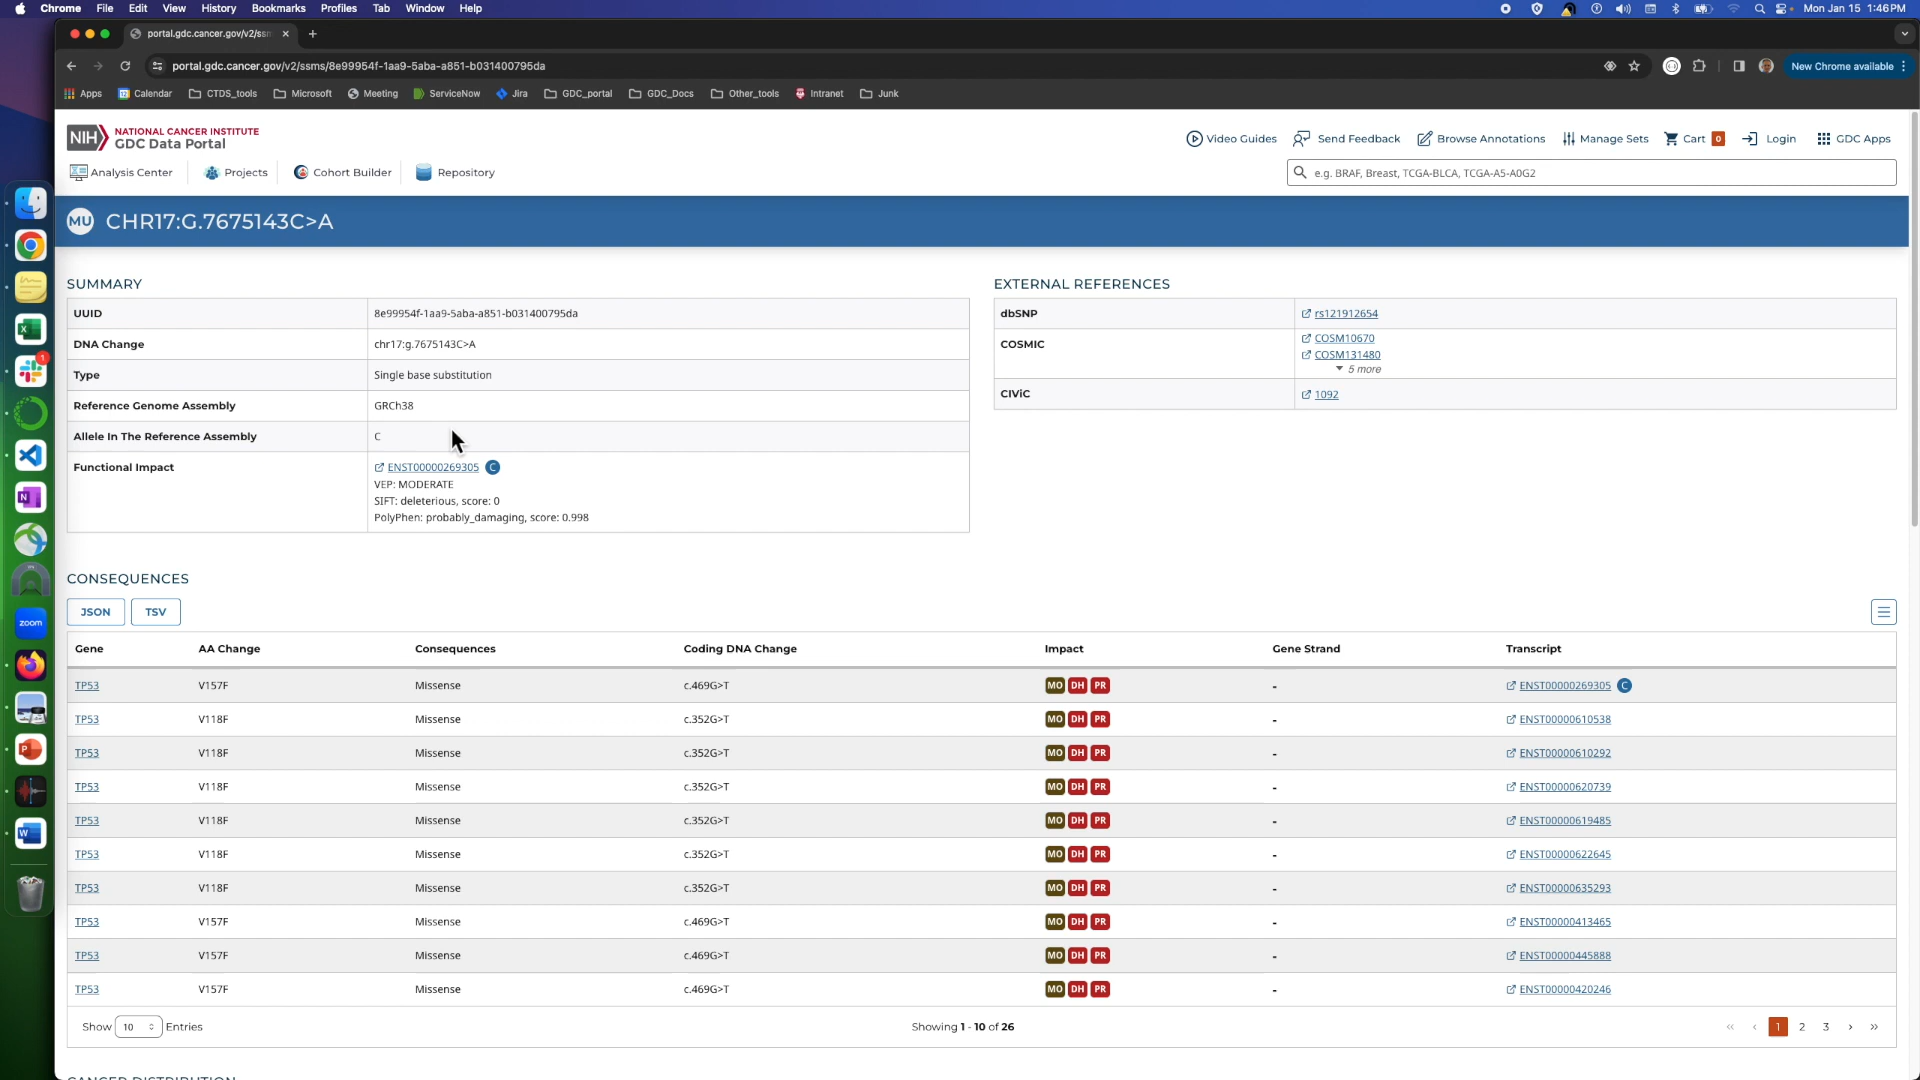 Chrome File Edit View History Bookmarks Profiles Tab Window Help Mon Jan 15 1:46PM
portal.gdc.cancer.gov/v2/ssm
portal.gdc.cancer.gov/v2/ssms/8e99954f-1aa9-5aba-a851-b031400795da New Chrome available
Apps Calendar CTDS_tools Microsoft Meeting ServiceNow Jira GDC_portal GDC_Docs Other_tools Intranet Junk
NIH NATIONAL CANCER INSTITUTE
GDC Data Portal
Video Guides Send Feedback Browse Annotations Manage Sets Cart 0 Login GDC Apps
Analysis Center Projects Cohort Builder Repository e.g. BRAF, Breast, TCGA-BLCA, TCGA-A5-A0G2
MU CHR17:G.7675143C>A
SUMMARY
UUID 8e99954f-1aa9-5aba-a851-b031400795da
DNA Change chr17:g.7675143C>A
Type Single base substitution
Reference Genome Assembly GRCh38
Allele In The Reference Assembly C
Functional Impact ENST00000269305 C
VEP: MODERATE
SIFT: deleterious, score: 0
PolyPhen: probably_damaging, score: 0.998
EXTERNAL REFERENCES
dbSNP rs121912654
COSMIC COSM10670
COSM131480
5 more
CIViC 1092
CONSEQUENCES
JSON TSV
Gene AA Change Consequences Coding DNA Change Impact Gene Strand Transcript
TP53 V157F Missense c.469G>T MO DH PR - ENST00000269305 C
TP53 V118F Missense c.352G>T MO DH PR - ENST00000610538
TP53 V118F Missense c.352G>T MO DH PR - ENST00000610292
TP53 V118F Missense c.352G>T MO DH PR - ENST00000620739
TP53 V118F Missense c.352G>T MO DH PR - ENST00000619485
TP53 V118F Missense c.352G>T MO DH PR - ENST00000622645
TP53 V118F Missense c.352G>T MO DH PR - ENST00000635293
TP53 V157F Missense c.469G>T MO DH PR - ENST00000413465
TP53 V157F Missense c.469G>T MO DH PR - ENST00000445888
TP53 V157F Missense c.469G>T MO DH PR - ENST00000420246
Show 10 Entries Showing 1 - 10 of 26 « ‹ 1 2 3 › »
CANCER DISTRIBUTION
zoom